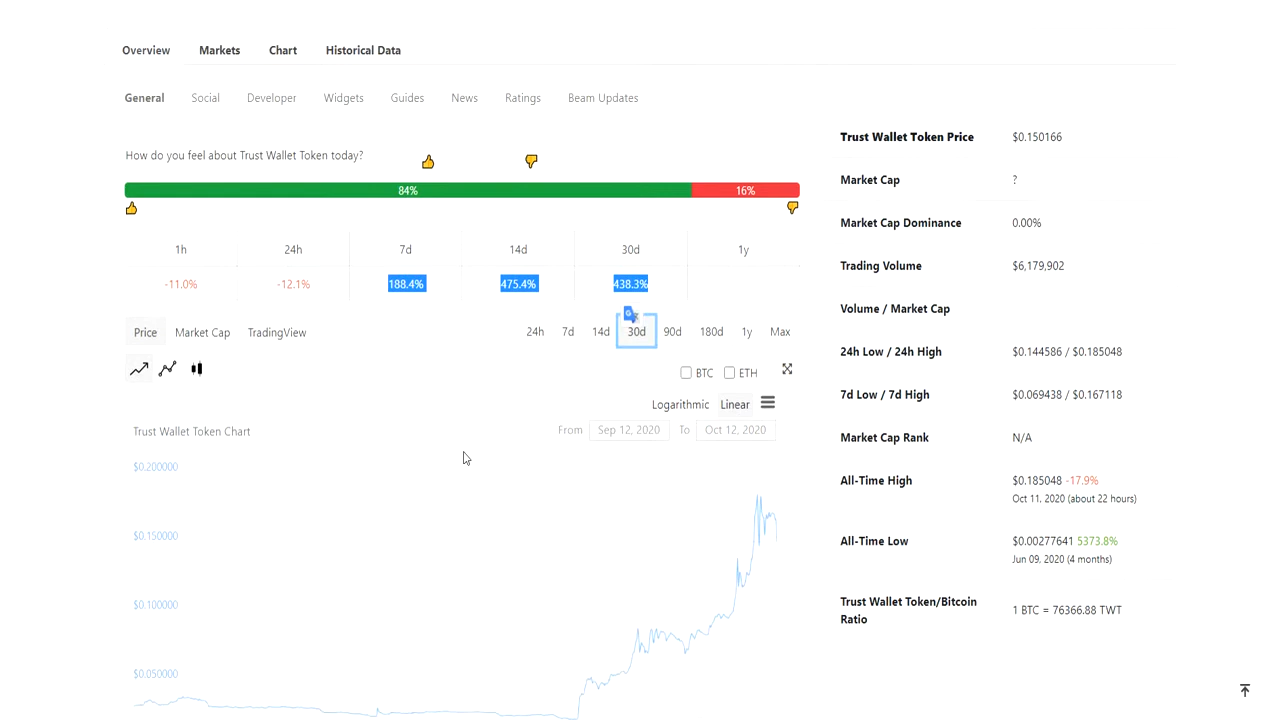 Overview Markets Chart Historical Data
General Social Developer Widgets Guides News Ratings Beam Updates
How do you feel about Trust Wallet Token today?
84% 16%
1h 24h 7d 14d 30d 1y
-11.0% -12.1% 188.4% 475.4% 438.3%
Price Market Cap TradingView 24h 7d 14d 30d 90d 180d 1y Max
BTC ETH
Logarithmic Linear
Trust Wallet Token Chart From Sep 12, 2020 To Oct 12, 2020
$0.200000
$0.150000
$0.100000
$0.050000
Trust Wallet Token Price $0.150166
Market Cap ?
Market Cap Dominance 0.00%
Trading Volume $6,179,902
Volume / Market Cap
24h Low / 24h High $0.144586 / $0.185048
7d Low / 7d High $0.069438 / $0.167118
Market Cap Rank N/A
All-Time High $0.185048 -17.9%
Oct 11, 2020 (about 22 hours)
All-Time Low $0.00277641 5373.8%
Jun 09, 2020 (4 months)
Trust Wallet Token/Bitcoin
Ratio 1 BTC = 76366.88 TWT